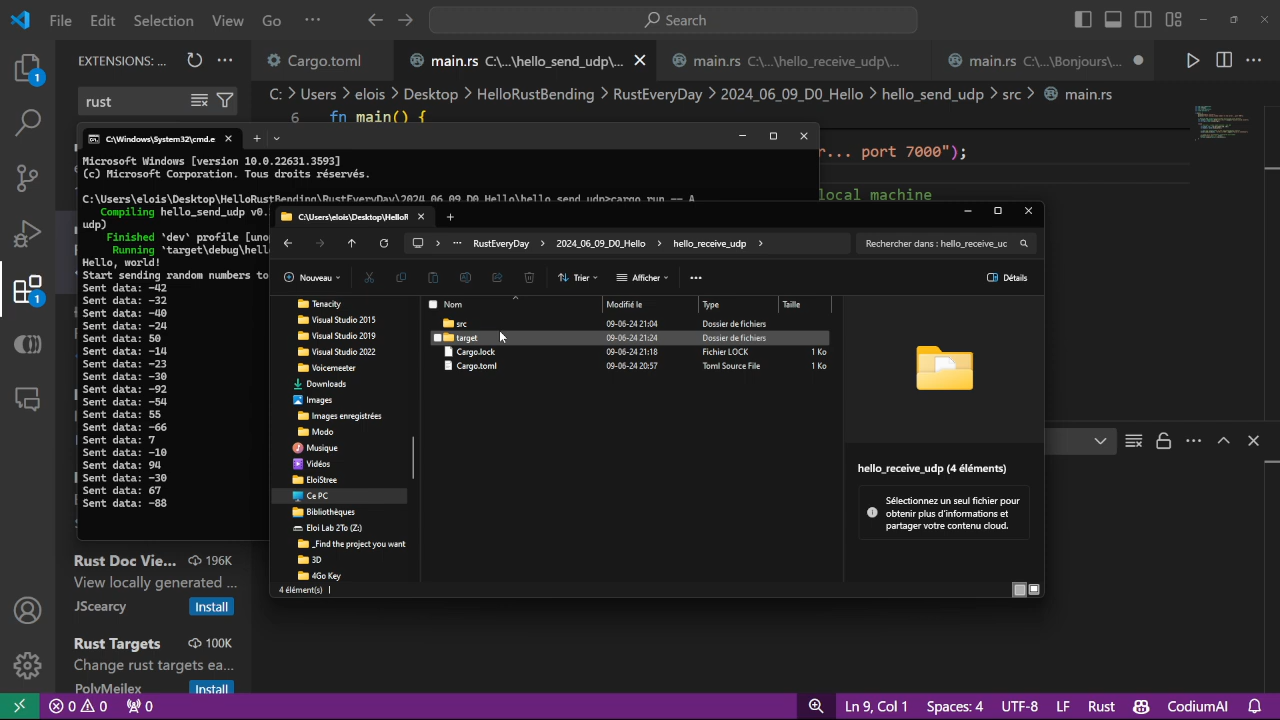 File Edit Selection View Go ··· Search
EXTENSIONS: ... Cargo.toml main.rs C:\...\hello_send_udp\... main.rs C:\...\hello_receive_udp\... main.rs C:\...\Bonjours\...
1
rust
C: > Users > elois > Desktop > HelloRustBending > RustEveryDay > 2024_06_09_D0_Hello > hello_send_udp > src > main.rs
6 fn main() {
r... port 7000");
local machine
C:\Windows\System32\cmd.e
Microsoft Windows [version 10.0.22631.3593]
(c) Microsoft Corporation. Tous droits réservés.
C:\Users\elois\Desktop\HelloRustBending\RustEveryDay\2024_06_09_D0_Hello\hello_send_udp>cargo run -- A
Compiling hello_send_udp v0.
udp)
Finished `dev` profile [uno
Running `target\debug\hell
Hello, world!
Start sending random numbers to
Sent data: -42
Sent data: -32
Sent data: -40
Sent data: -24
Sent data: 50
Sent data: -14
Sent data: -23
Sent data: -30
Sent data: -92
Sent data: -54
Sent data: 55
Sent data: -66
Sent data: 7
Sent data: -10
Sent data: 94
Sent data: -30
Sent data: 67
Sent data: -88
C:\Users\elois\Desktop\HelloR
··· RustEveryDay > 2024_06_09_D0_Hello > hello_receive_udp >
Rechercher dans : hello_receive_uc
Nouveau Trier Afficher ··· Détails
Nom Modifié le Type Taille
src 09-06-24 21:04 Dossier de fichiers
target 09-06-24 21:24 Dossier de fichiers
Cargo.lock 09-06-24 21:18 Fichier LOCK 1 Ko
Cargo.toml 09-06-24 20:57 Toml Source File 1 Ko
Tenacity
Visual Studio 2015
Visual Studio 2019
Visual Studio 2022
Voicemeeter
Downloads
Images
Images enregistrées
Modo
Musique
Vidéos
EloiStree
Ce PC
Bibliothèques
Eloi Lab 2To (Z:)
_Find the project you want
3D
4Go Key
4 élément(s)
hello_receive_udp (4 éléments)
Sélectionnez un seul fichier pour
obtenir plus d'informations et
partager votre contenu cloud.
1
Rust Doc Vie... 196K
View locally generated ...
JScearcy Install
Rust Targets 100K
Change rust targets ea...
PolyMeilex Install
0 0 0 Ln 9, Col 1 Spaces: 4 UTF-8 LF Rust CodiumAI